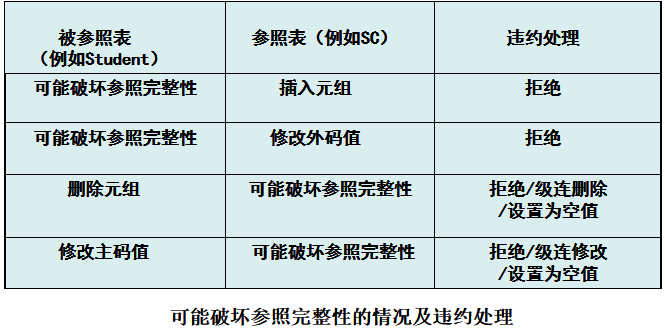 被参照表 参照表（例如SC） 违约处理
（例如Student）
可能破坏参照完整性 插入元组 拒绝
可能破坏参照完整性 修改外码值 拒绝
删除元组 可能破坏参照完整性 拒绝/级连删除
/设置为空值
修改主码值 可能破坏参照完整性 拒绝/级连修改
/设置为空值
可能破坏参照完整性的情况及违约处理